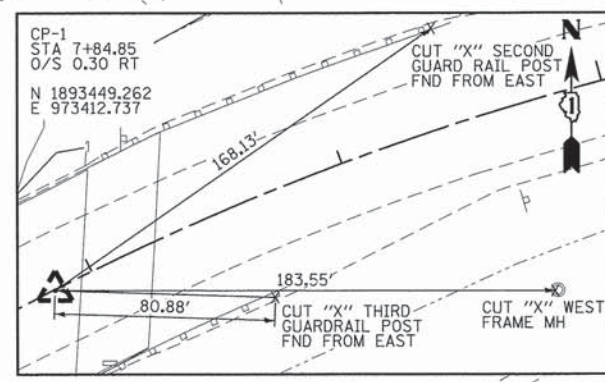 CP-1
STA 7+84.85
O/S 0.30 RT
N 1893449.262
E 973412.737
N
1
CUT "X" SECOND
GUARD RAIL POST
FND FROM EAST
168.13'
183.55'
80.88'
CUT "X" THIRD
GUARDRAIL POST
FND FROM EAST
CUT "X" WEST
FRAME MH